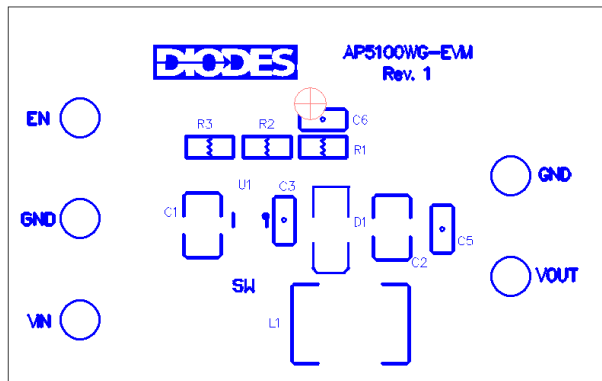 DIODES
AP5100WG-EVM
Rev. 1
EN
C6
R3
R2
R1
GND
U1
C3
C1
GND
D1
C5
C2
SW
VOUT
VIN
L1